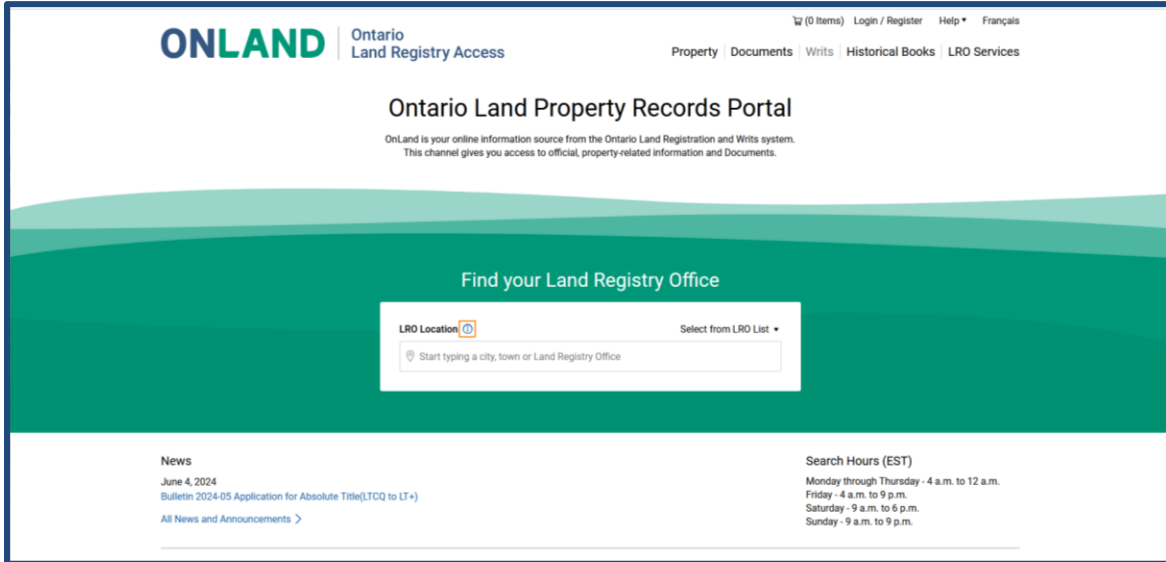 (0 Items) Login / Register Help Français
ONLAND
Ontario
Land Registry Access
Property Documents Writs Historical Books LRO Services
Ontario Land Property Records Portal
OnLand is your online information source from the Ontario Land Registration and Writs system.
This channel gives you access to official, property-related information and Documents.
Find your Land Registry Office
LRO Location
Select from LRO List
Start typing a city, town or Land Registry Office
News
June 4, 2024
Bulletin 2024-05 Application for Absolute Title(LTCQ to LT+)
All News and Announcements >
Search Hours (EST)
Monday through Thursday - 4 a.m. to 12 a.m.
Friday - 4 a.m. to 9 p.m.
Saturday - 9 a.m. to 6 p.m.
Sunday - 9 a.m. to 9 p.m.